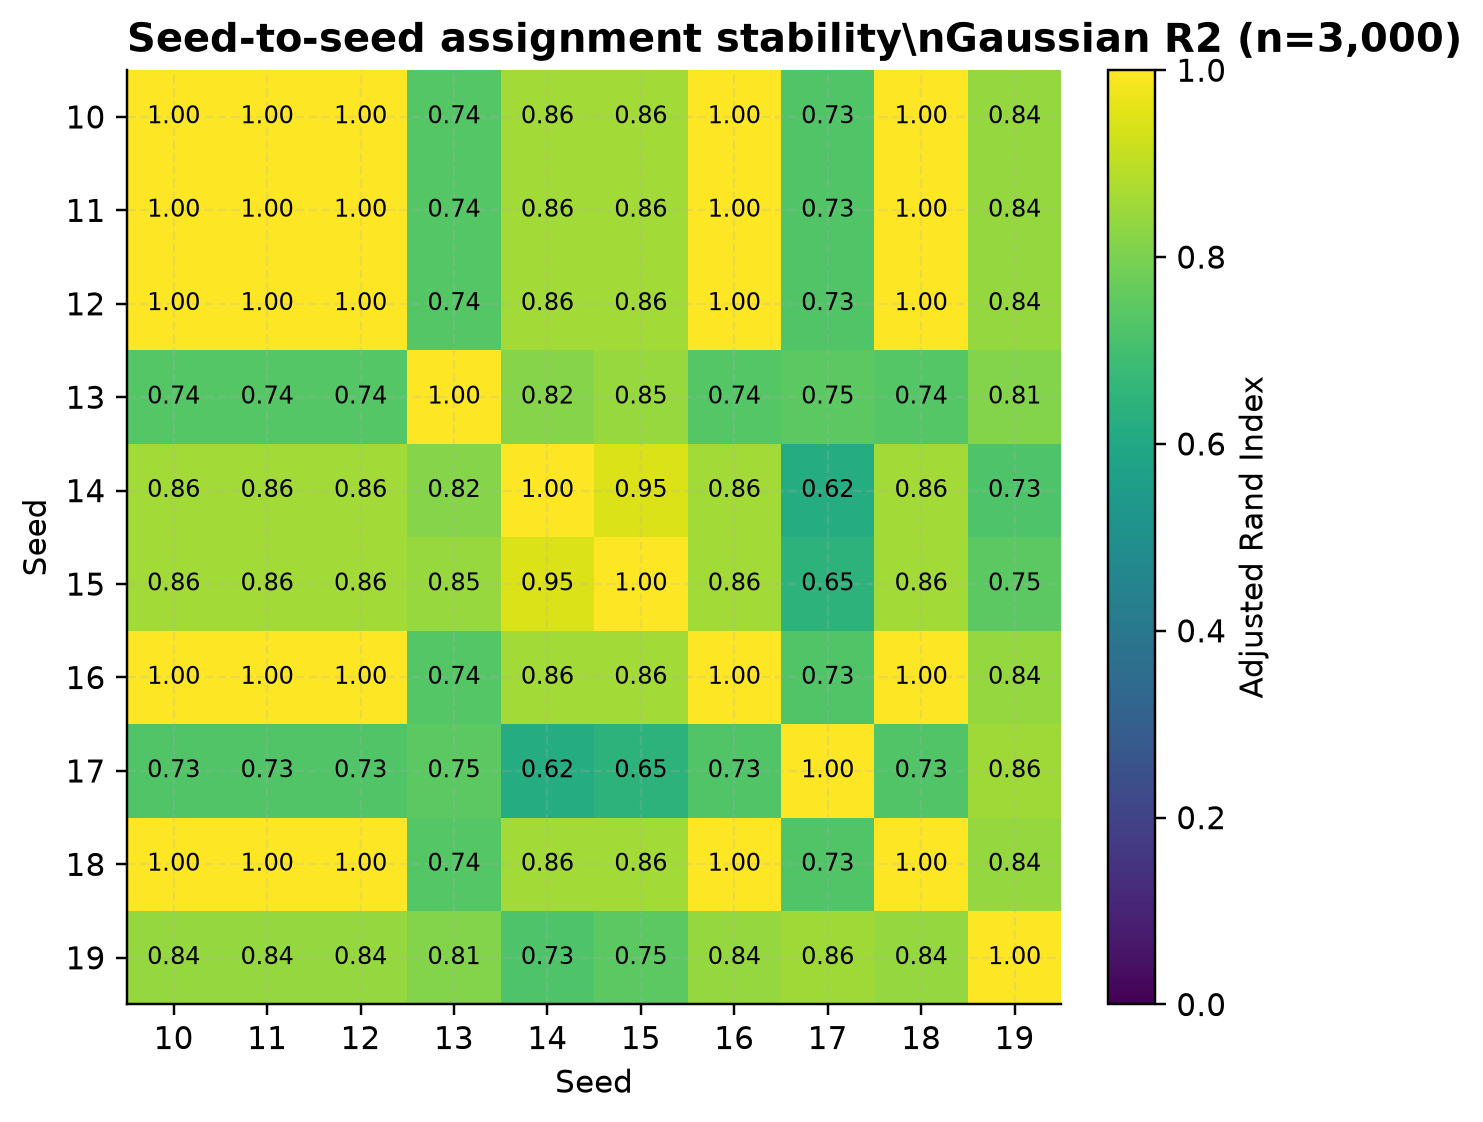 Seed-to-seed assignment stability\nGaussian R2 (n=3,000)
10 1.00 1.00 1.00 0.74 0.86 0.86 1.00 0.73 1.00 0.84
11 1.00 1.00 1.00 0.74 0.86 0.86 1.00 0.73 1.00 0.84
12 1.00 1.00 1.00 0.74 0.86 0.86 1.00 0.73 1.00 0.84
13 0.74 0.74 0.74 1.00 0.82 0.85 0.74 0.75 0.74 0.81
14 0.86 0.86 0.86 0.82 1.00 0.95 0.86 0.62 0.86 0.73
15 0.86 0.86 0.86 0.85 0.95 1.00 0.86 0.65 0.86 0.75
16 1.00 1.00 1.00 0.74 0.86 0.86 1.00 0.73 1.00 0.84
17 0.73 0.73 0.73 0.75 0.62 0.65 0.73 1.00 0.73 0.86
18 1.00 1.00 1.00 0.74 0.86 0.86 1.00 0.73 1.00 0.84
19 0.84 0.84 0.84 0.81 0.73 0.75 0.84 0.86 0.84 1.00
10 11 12 13 14 15 16 17 18 19
Seed
Seed
1.0
0.8
0.6
0.4
0.2
0.0
Adjusted Rand Index